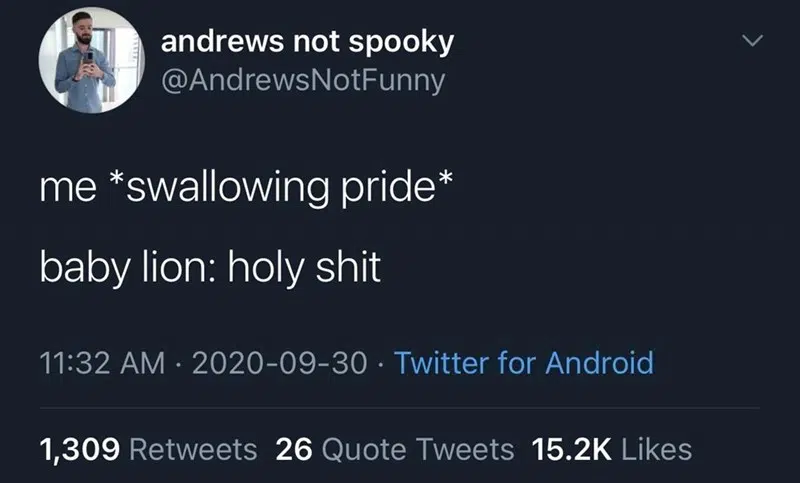 andrews not spooky
@AndrewsNotFunny
me *swallowing pride*
baby lion: holy shit
11:32 AM · 2020-09-30 · Twitter for Android
1,309 Retweets 26 Quote Tweets 15.2K Likes